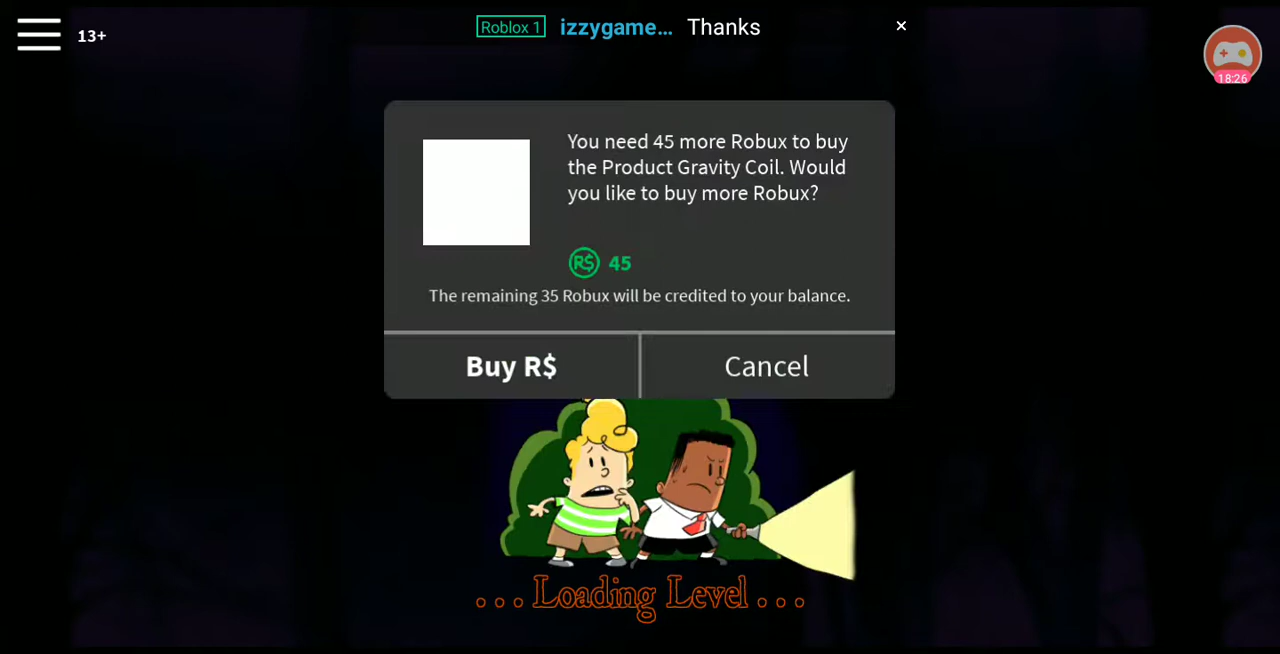 13+
Roblox 1 izzygame... Thanks ×
18:26
You need 45 more Robux to buy
the Product Gravity Coil. Would
you like to buy more Robux?
R$ 45
The remaining 35 Robux will be credited to your balance.
Buy R$
Cancel
...Loading Level...